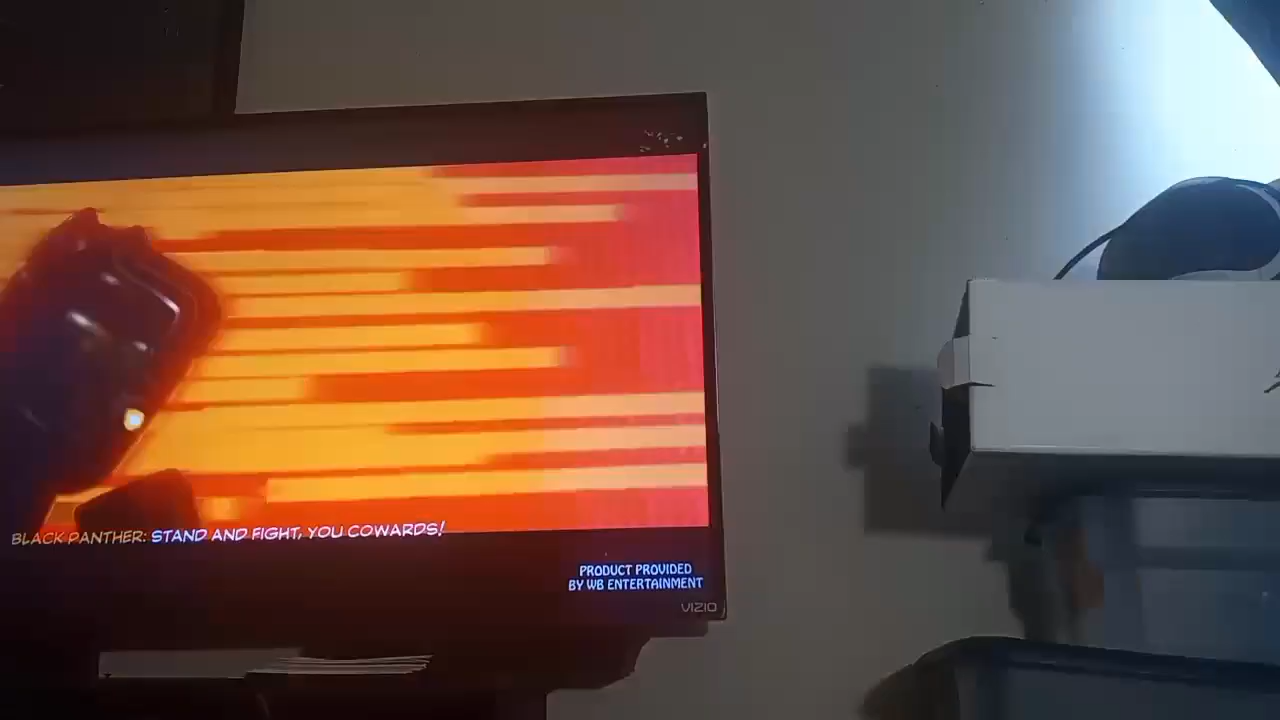 BLACK PANTHER: STAND AND FIGHT, YOU COWARDS!
PRODUCT PROVIDED
BY WB ENTERTAINMENT
VIZIO